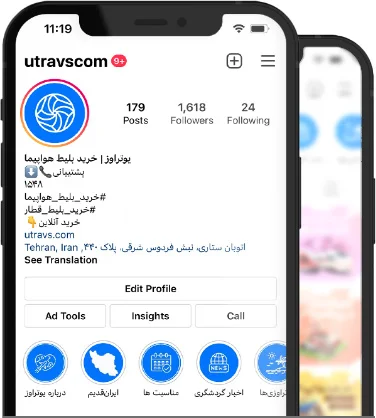 11:19
utravscom 9+
179 1,618 24
Posts Followers Following
یوتراوز | خرید بلیط هواپیما
پشتیبانی📞⬇️
۱۵۴۸
#خرید_بلیط_هواپیما
#خرید_بلیط_قطار
خرید آنلاین👇
utravs.com
اتوبان ستاری، نبش فردوس شرقی، پلاک ۴۴۰, Tehran, Iran
See Translation
Edit Profile
Ad Tools Insights Call
NEWS
درباره یوتراوز ایران‌قدیم مناسبت ها اخبار گردشگری